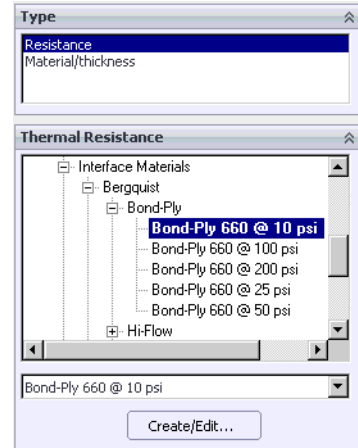 Type
Resistance
Material/thickness
Thermal Resistance
Interface Materials
Bergquist
Bond-Ply
Bond-Ply 660 @ 10 psi
Bond-Ply 660 @ 100 psi
Bond-Ply 660 @ 200 psi
Bond-Ply 660 @ 25 psi
Bond-Ply 660 @ 50 psi
Hi-Flow
Bond-Ply 660 @ 10 psi
Create/Edit...